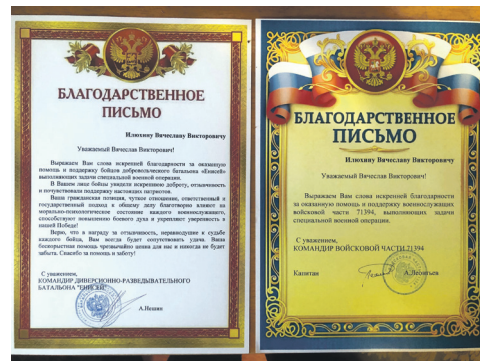 БЛАГОДАРСТВЕННОЕ
ПИСЬМО
Илюхину Вячеславу Викторовичу
Уважаемый Вячеслав Викторович!
Выражаем Вам слова искренней благодарности за оказанную
помощь и поддержку бойцов добровольческого батальона «Енисей»
выполняющих задачи специальной военной операции.
В Вашем лице бойцы увидели искреннюю доброту, отзывчивость
и почувствовали поддержку настоящих патриотов.
Ваша гражданская позиция, чуткое отношение, ответственный и
государственный подход к общему делу благотворно влияют на
морально-психологическое состояние каждого военнослужащего,
способствуют повышению боевого духа и укрепляют уверенность в
нашей Победе!
Верю, что в награду за отзывчивость, неравнодушие к судьбе
каждого бойца, Вам всегда будет сопутствовать удача. Ваша
бескорыстная помощь чрезвычайно ценна для нас и никогда не будет
забыта. Спасибо за помощь и заботу!
С уважением,
КОМАНДИР ДИВЕРСИОННО-РАЗВЕДЫВАТЕЛЬНОГО
БАТАЛЬОНА "ЕНИСЕЙ"
БЛАГОДАРСТВЕННОЕ
ПИСЬМО
Илюхину Вячеславу Викторовичу
Уважаемый Вячеслав Викторович!
Выражаем Вам слова искренней благодарности
за оказанную помощь и поддержку военнослужащих
войсковой части 71394, выполняющих задачи
специальной военной операции.
С уважением,
КОМАНДИР ВОЙСКОВОЙ ЧАСТИ 71394
Капитан А.Леонтьев